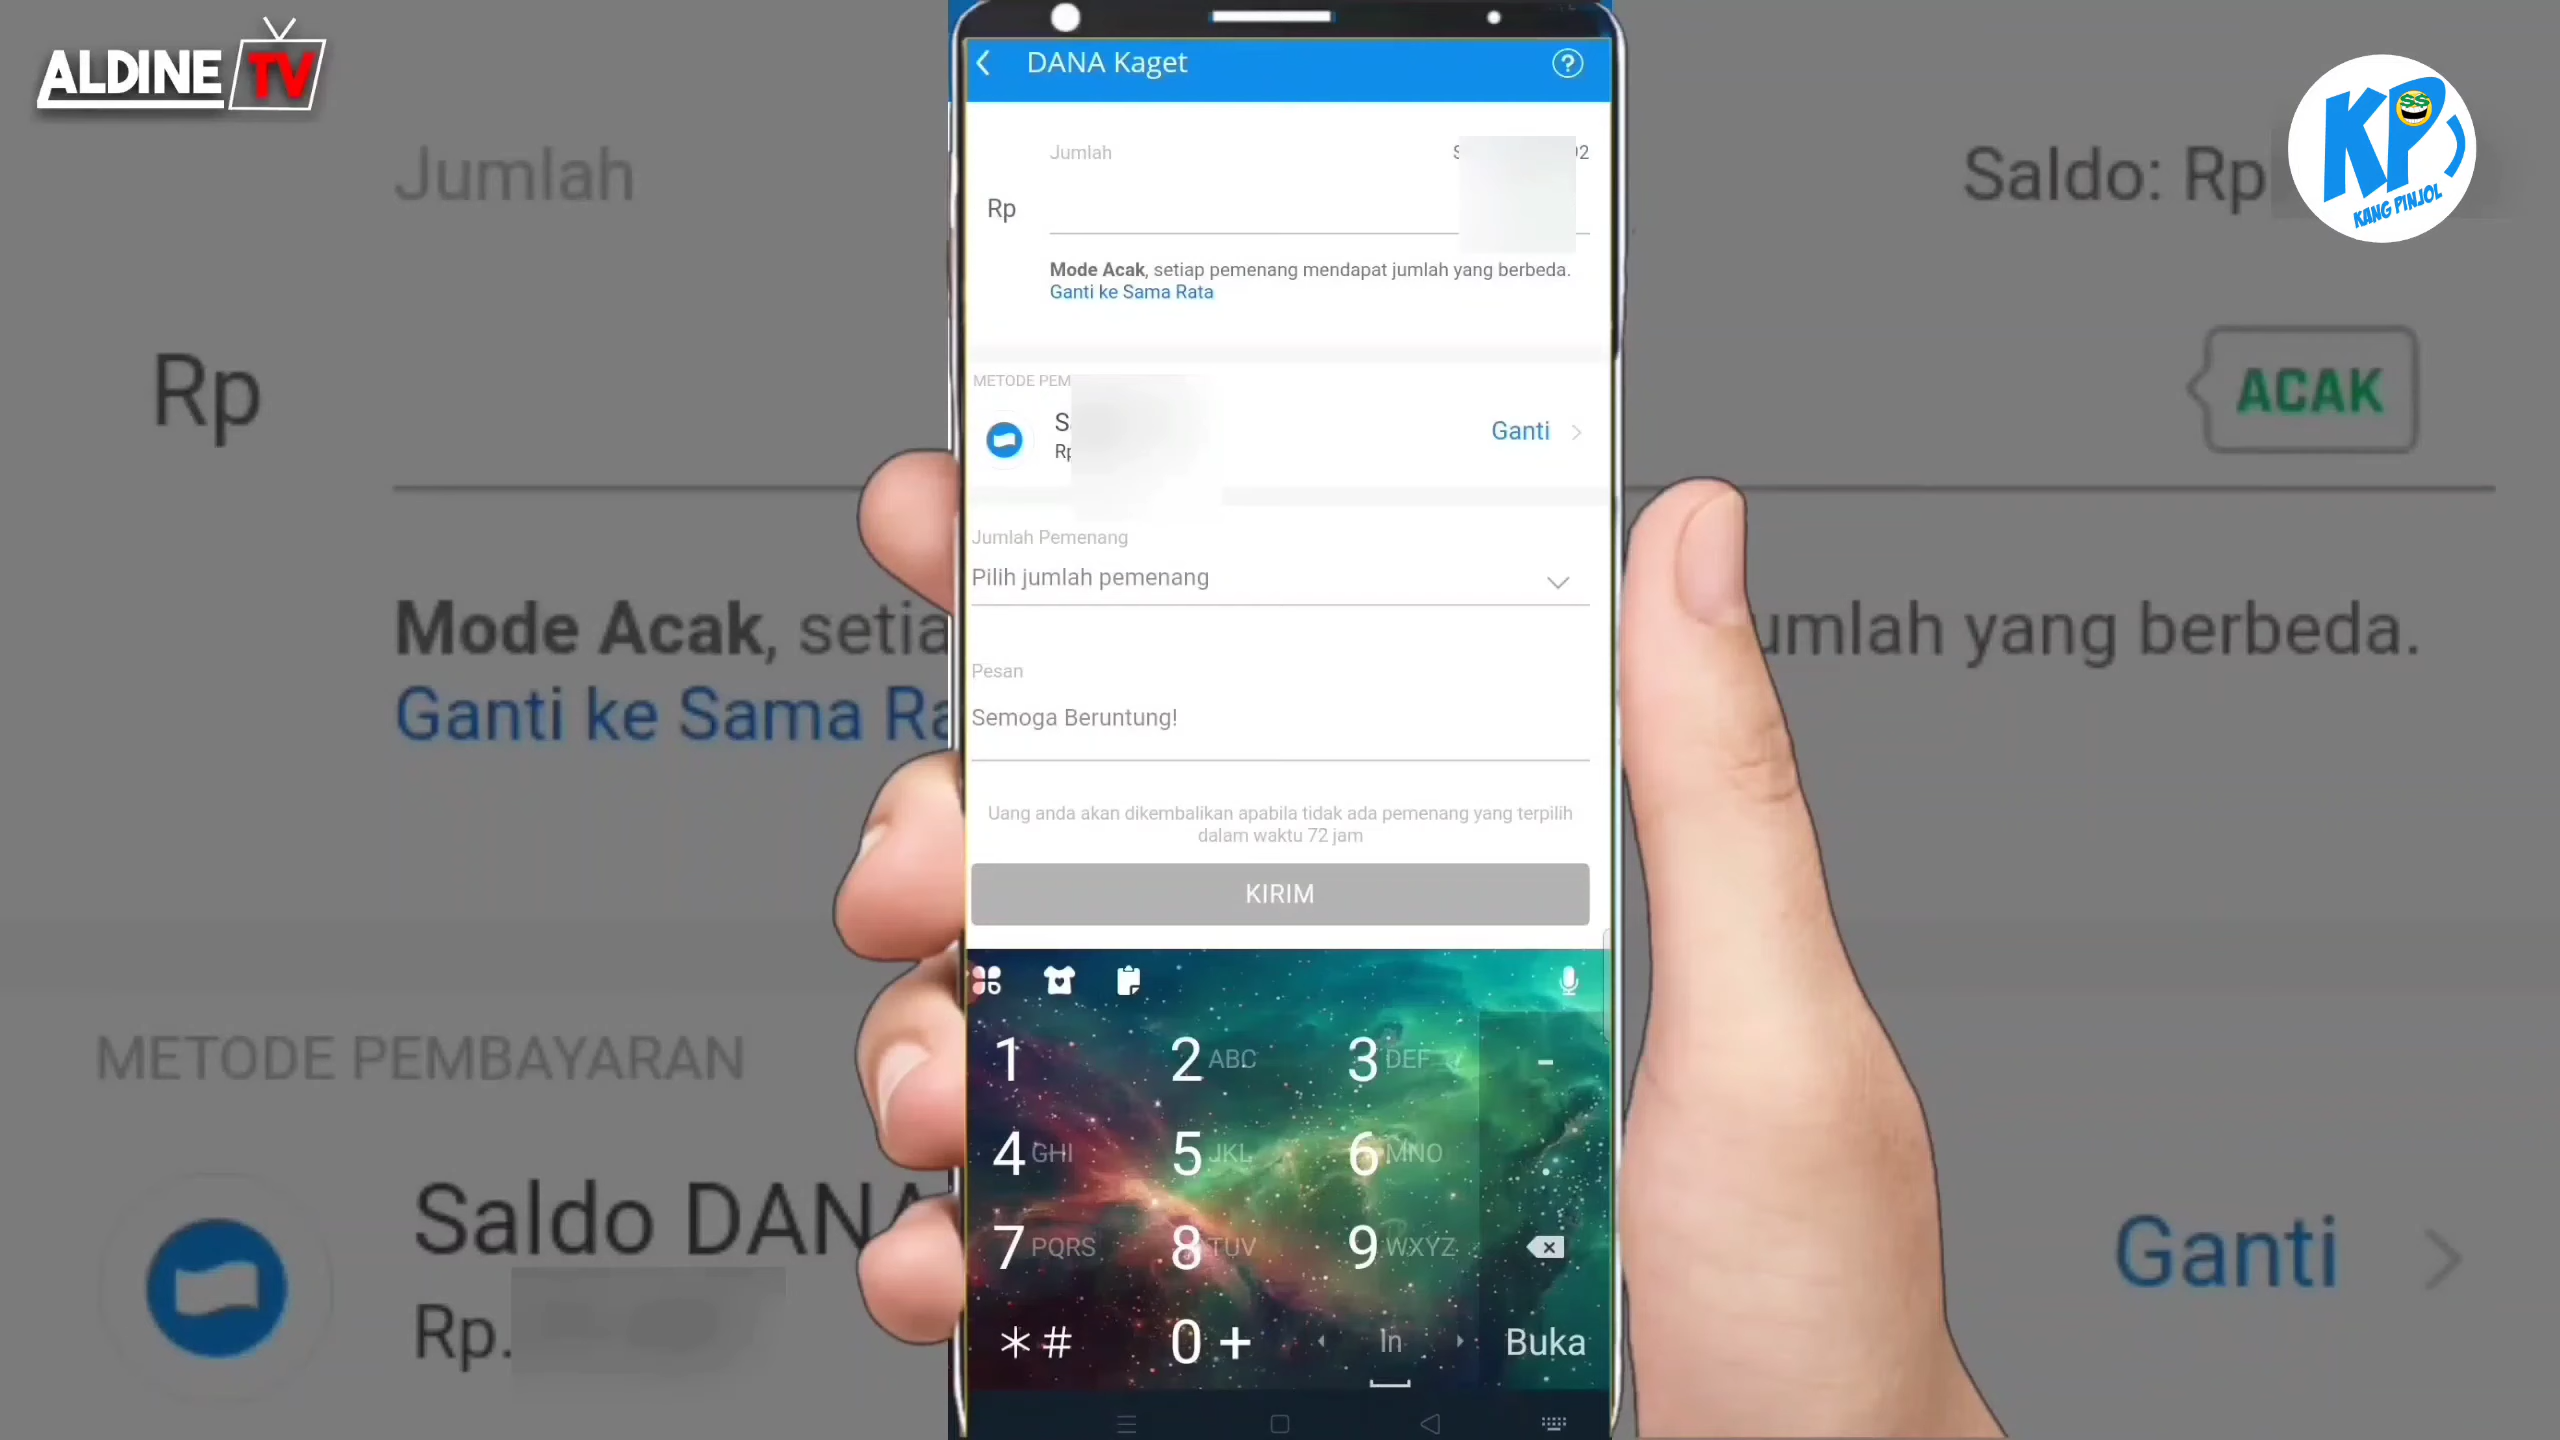 ALDINE TV
KP
KANG PINJOL
DANA Kaget
?
Jumlah
Rp
Mode Acak, setiap pemenang mendapat jumlah yang berbeda.
Ganti ke Sama Rata
METODE PEM
Ganti
Jumlah Pemenang
Pilih jumlah pemenang
Pesan
Semoga Beruntung!
Uang anda akan dikembalikan apabila tidak ada pemenang yang terpilih
dalam waktu 72 jam
KIRIM
1 2 ABC 3 DEF -
4 GHI 5 JKL 6 MNO .
7 PQRS 8 TUV 9 WXYZ
*# 0 + In Buka
Jumlah
Saldo: Rp
Rp
ACAK
Mode Acak, setia
umlah yang berbeda.
Ganti ke Sama Ra
METODE PEMBAYARAN
Saldo DANA
Rp.
Ganti